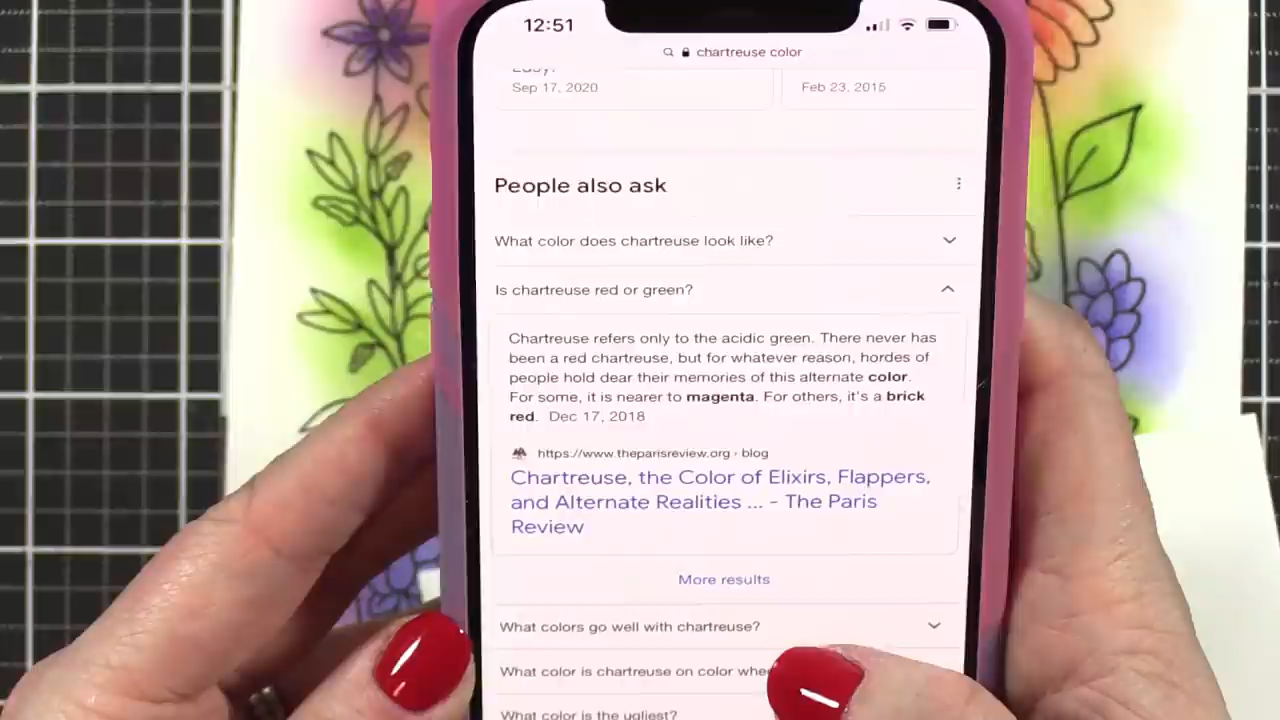 12:51
chartreuse color
Easy!
Sep 17, 2020
Feb 23, 2015
People also ask
What color does chartreuse look like?
Is chartreuse red or green?
Chartreuse refers only to the acidic green. There never has
been a red chartreuse, but for whatever reason, hordes of
people hold dear their memories of this alternate color.
For some, it is nearer to magenta. For others, it's a brick
red. Dec 17, 2018
https://www.theparisreview.org › blog
Chartreuse, the Color of Elixirs, Flappers,
and Alternate Realities ... - The Paris
Review
More results
What colors go well with chartreuse?
What color is chartreuse on color
What color is the ugliest?